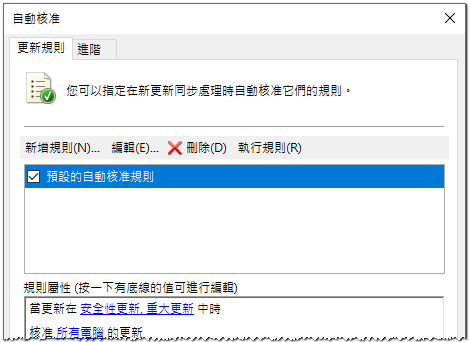 自動核准
更新規則 進階
您可以指定在新更新同步處理時自動核准它們的規則。
新增規則(N)... 編輯(E)... 刪除(D) 執行規則(R)
預設的自動核准規則
規則屬性 (按一下有底線的值可進行編輯)
當更新在 安全性更新, 重大更新 中時
核准 所有電腦 的更新